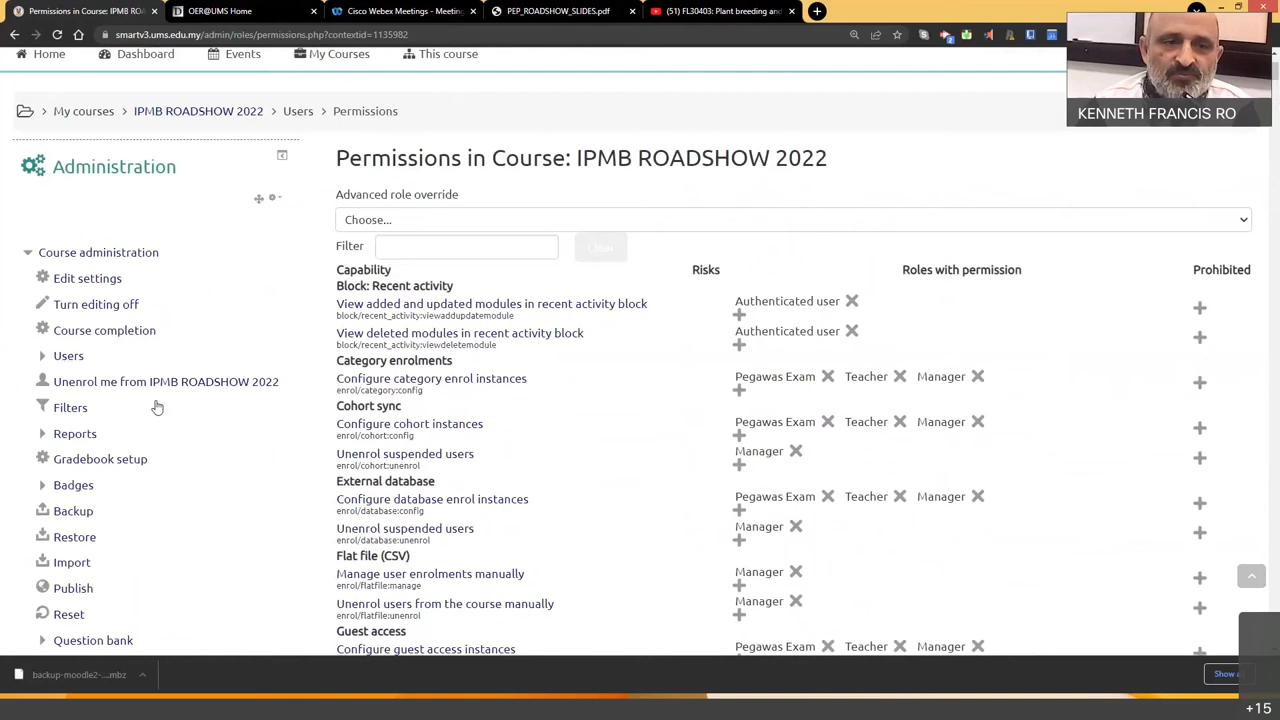 (5) Permissions in Course: IPMB RO
OER@UMS Home
Cisco Webex Meetings - Meeting
PEP_ROADSHOW_SLIDES.pdf
(51) FL30403: Plant breeding and
smartv3.ums.edu.my/admin/roles/permissions.php?contextid=1135982
Home
Dashboard
Events
My Courses
This course
KENNETH FRANCIS RO
My courses
IPMB ROADSHOW 2022
Users
Permissions
Administration
Course administration
Edit settings
Turn editing off
Course completion
Users
Unenrol me from IPMB ROADSHOW 2022
Filters
Reports
Gradebook setup
Badges
Backup
Restore
Import
Publish
Reset
Question bank
Permissions in Course: IPMB ROADSHOW 2022
Advanced role override
Choose...
Filter
Capability Risks Roles with permission Prohibited
Block: Recent activity
View added and updated modules in recent activity block Authenticated user
block/recent_activity:viewaddupdatemodule
View deleted modules in recent activity block Authenticated user
block/recent_activity:viewdeletemodule
Category enrolments
Configure category enrol instances Pegawas Exam Teacher Manager
enrol/category:config
Cohort sync
Configure cohort instances Pegawas Exam Teacher Manager
enrol/cohort:config
Unenrol suspended users Manager
enrol/cohort:unenrol
External database
Configure database enrol instances Pegawas Exam Teacher Manager
enrol/database:config
Unenrol suspended users Manager
enrol/database:unenrol
Flat file (CSV)
Manage user enrolments manually Manager
enrol/flatfile:manage
Unenrol users from the course manually Manager
enrol/flatfile:unenrol
Guest access
Configure guest access instances Pegawas Exam Teacher Manager
backup-moodle2-....mbz
Show a
+15